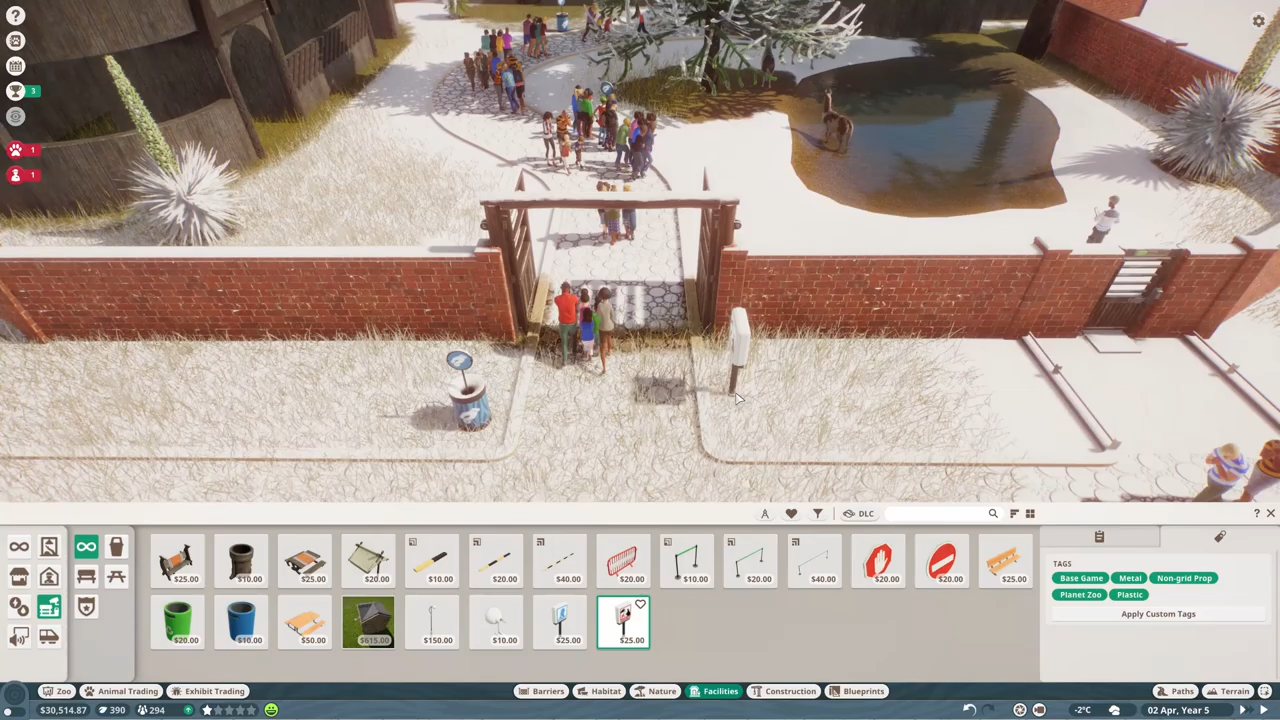 ?
3
1
1
DLC
?
$25.00
$10.00
$25.00
$20.00
$10.00
$20.00
$40.00
$20.00
$10.00
$20.00
$40.00
$20.00
$20.00
$25.00
$20.00
$10.00
$50.00
$615.00
$150.00
$10.00
$25.00
$25.00
TAGS
Base Game
Metal
Non-grid Prop
Planet Zoo
Plastic
Apply Custom Tags
Zoo
Animal Trading
Exhibit Trading
Barriers
Habitat
Nature
Facilities
Construction
Blueprints
Paths
Terrain
$30,514.87
390
294
-2°C
02 Apr, Year 5